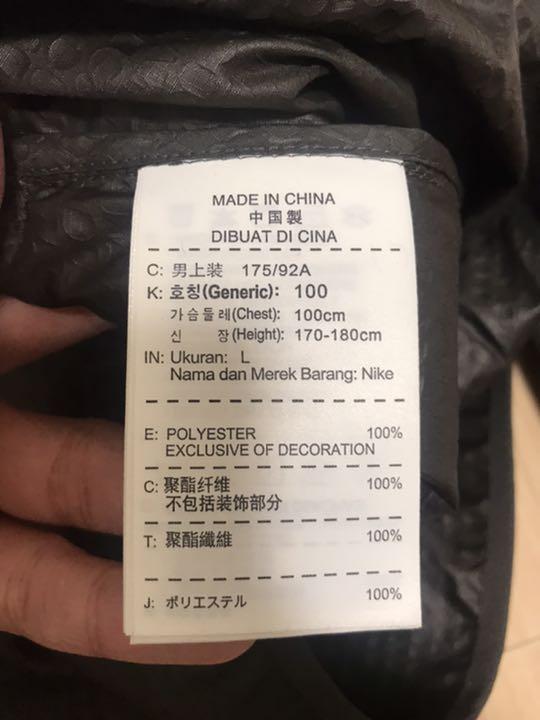 MADE IN CHINA
中国製
DIBUAT DI CINA
C: 男上装 175/92A
K: 호칭(Generic): 100
가슴둘레(Chest): 100cm
신 장(Height): 170-180cm
IN: Ukuran: L
Nama dan Merek Barang: Nike
E: POLYESTER 100%
EXCLUSIVE OF DECORATION
C: 聚酯纤维 100%
不包括装饰部分
T: 聚酯纖維 100%
J: ポリエステル 100%